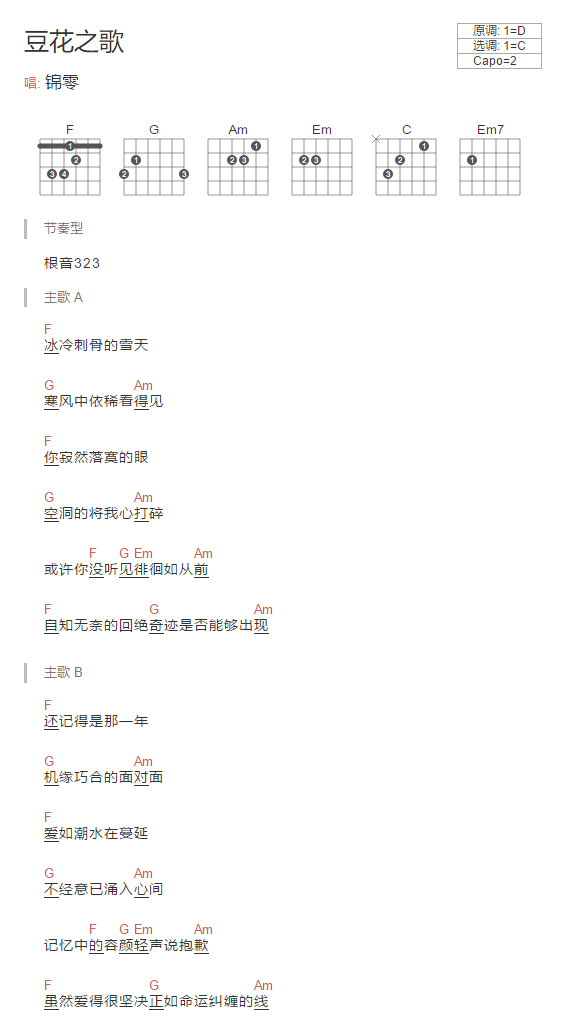 豆花之歌
唱: 锦零
原调: 1=D
选调: 1=C
Capo=2
F G Am Em C Em7
1 2 3 4 1 2 3 1 2 3 2 3 1 2 3 1
节奏型
根音323
主歌 A
F
冰冷刺骨的雪天
G Am
寒风中依稀看得见
F
你寂然落寞的眼
G Am
空洞的将我心打碎
F G Em Am
或许你没听见徘徊如从前
F G Am
自知无奈的回绝奇迹是否能够出现
主歌 B
F
还记得是那一年
G Am
机缘巧合的面对面
F
爱如潮水在蔓延
G Am
不经意已涌入心间
F G Em Am
记忆中的容颜轻声说抱歉
F G Am
虽然爱得很坚决正如命运纠缠的线